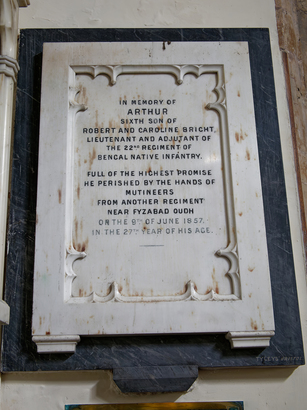 IN MEMORY OF
ARTHUR
SIXTH SON OF
ROBERT AND CAROLINE BRIGHT,
LIEUTENANT AND ADJUTANT OF
THE 22ND REGIMENT OF
BENGAL NATIVE INFANTRY.
FULL OF THE HIGHEST PROMISE
HE PERISHED BY THE HANDS OF
MUTINEERS
FROM ANOTHER REGIMENT
NEAR FYZABAD OUDH
ON THE 9TH OF JUNE 1857.
IN THE 27TH YEAR OF HIS AGE.